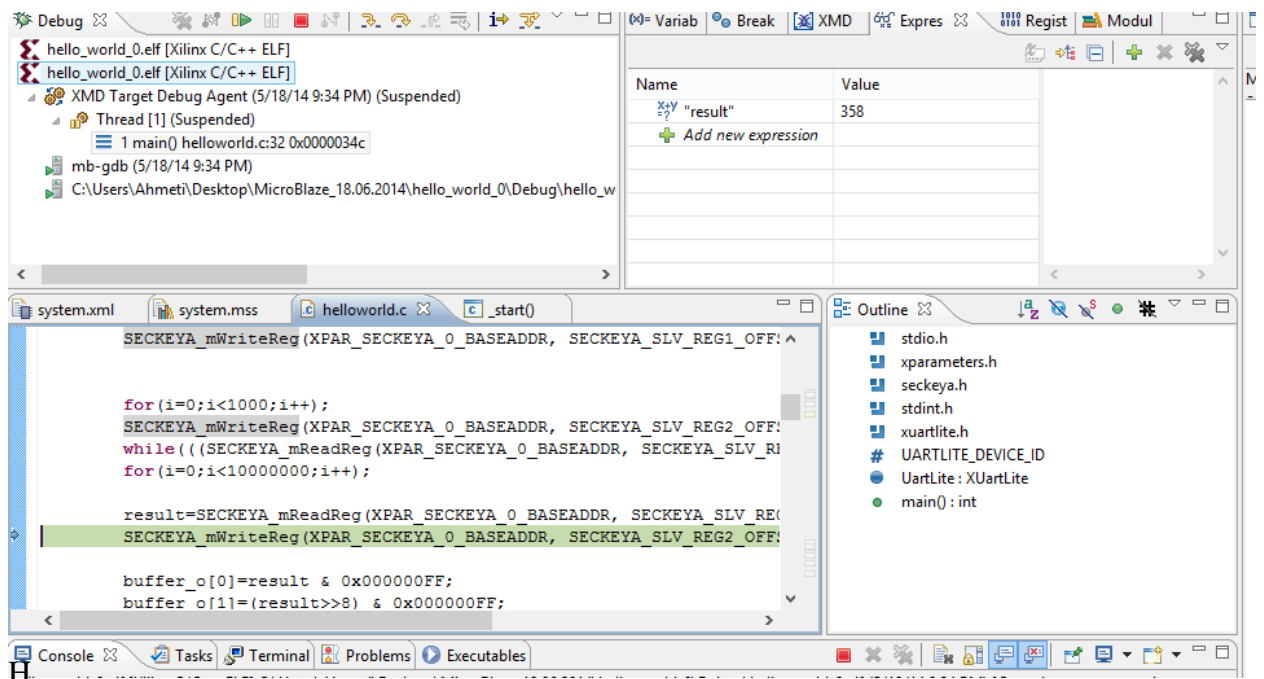 Debug
(x)= Variab Break XMD Expres Regist Modul
hello_world_0.elf [Xilinx C/C++ ELF]
hello_world_0.elf [Xilinx C/C++ ELF]
XMD Target Debug Agent (5/18/14 9:34 PM) (Suspended)
Thread [1] (Suspended)
1 main() helloworld.c:32 0x0000034c
mb-gdb (5/18/14 9:34 PM)
C:\Users\Ahmeti\Desktop\MicroBlaze_18.06.2014\hello_world_0\Debug\hello_w
Name Value
"result" 358
Add new expression
system.xml system.mss helloworld.c _start()
SECKEYA_mWriteReg(XPAR_SECKEYA_0_BASEADDR, SECKEYA_SLV_REG1_OFFS
for(i=0;i<1000;i++);
SECKEYA_mWriteReg(XPAR_SECKEYA_0_BASEADDR, SECKEYA_SLV_REG2_OFFS
while(((SECKEYA_mReadReg(XPAR_SECKEYA_0_BASEADDR, SECKEYA_SLV_RE
for(i=0;i<10000000;i++);
result=SECKEYA_mReadReg(XPAR_SECKEYA_0_BASEADDR, SECKEYA_SLV_REG
SECKEYA_mWriteReg(XPAR_SECKEYA_0_BASEADDR, SECKEYA_SLV_REG2_OFFS
buffer_o[0]=result & 0x000000FF;
buffer_o[1]=(result>>8) & 0x000000FF;
Outline
stdio.h
xparameters.h
seckeya.h
stdint.h
xuartlite.h
UARTLITE_DEVICE_ID
UartLite : XUartLite
main() : int
Console Tasks Terminal Problems Executables
H